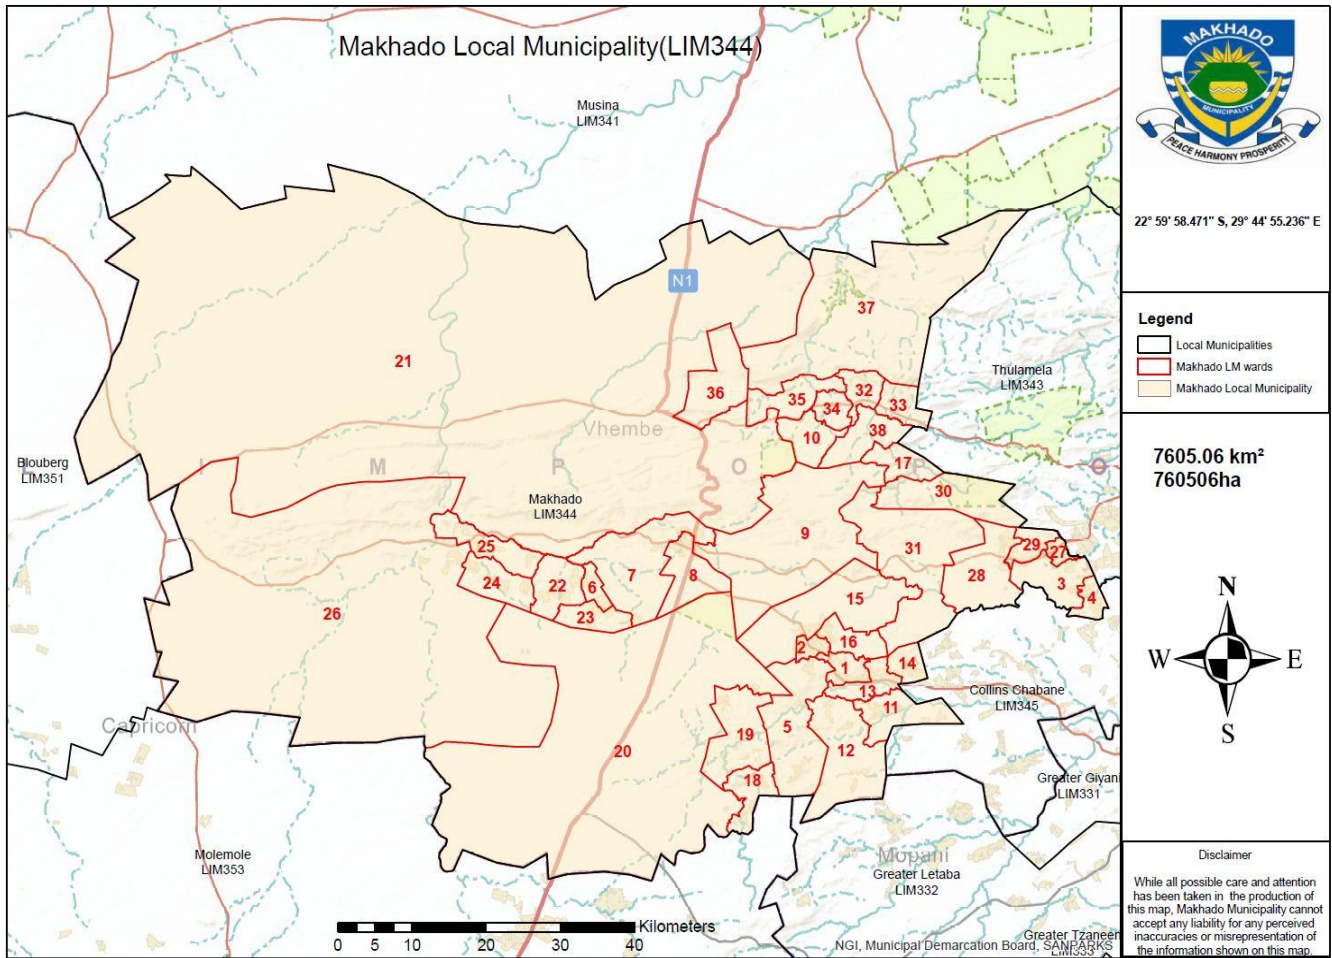 Makhado Local Municipality(LIM344)
Musina
LIM341
N1
37
21
36
35
32
34
33
Thulamela
LIM343
Vhembe
10
38
17
Blouberg
LIM351
L I M P O P O
30
Makhado
LIM344
9
31
25
24
22
6
7
8
23
29
27
28
3
4
26
15
16
2
1
14
13
11
Collins Chabane
LIM345
Capricorn
19
5
12
20
18
Greater Giyani
LIM331
Molemole
LIM353
Mopani
Greater Letaba
LIM332
Greater Tzaneen
LIM333
Kilometers
0 5 10 20 30 40
NGI, Municipal Demarcation Board, SANPARKS
MAKHADO
MUNICIPALITY
PEACE HARMONY PROSPERITY
22° 59' 58.471" S, 29° 44' 55.236" E
Legend
Local Municipalities
Makhado LM wards
Makhado Local Municipality
7605.06 km²
760506ha
N
W E
S
Disclaimer
While all possible care and attention
has been taken in the production of
this map, Makhado Municipality cannot
accept any liability for any perceived
inaccuracies or misrepresentation of
the information shown on this map.